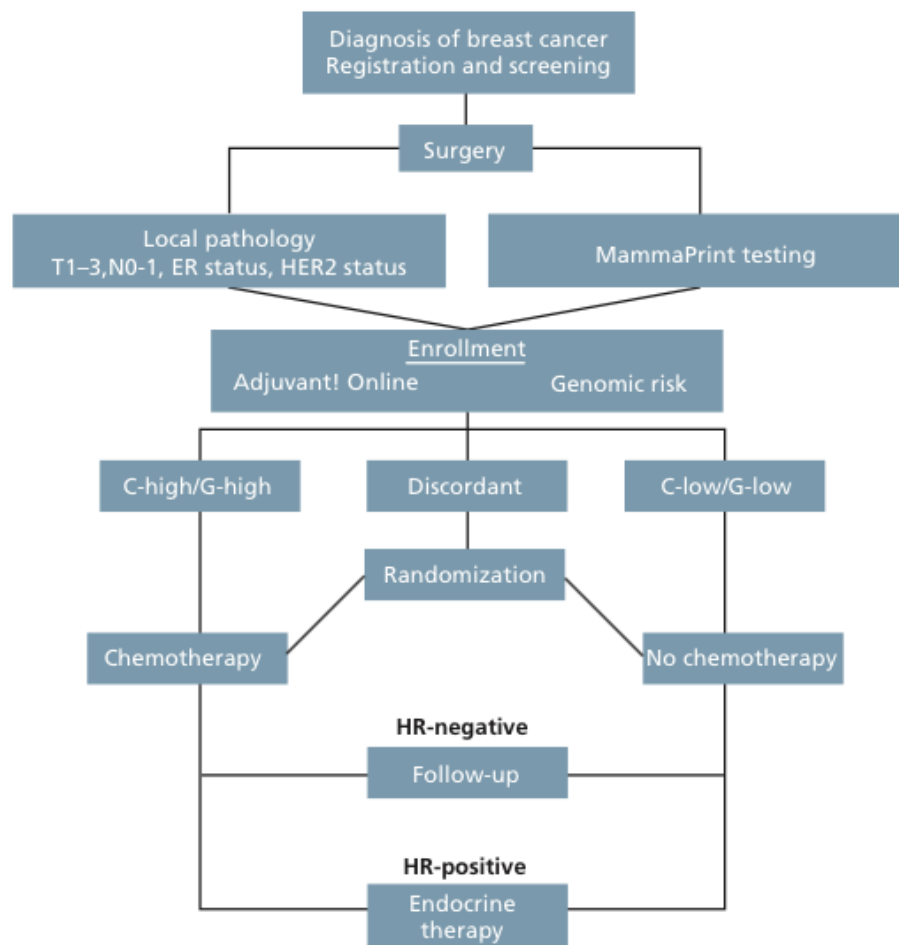 Diagnosis of breast cancer
Registration and screening
Surgery
Local pathology
T1–3,N0-1, ER status, HER2 status
MammaPrint testing
Enrollment
Adjuvant! Online
Genomic risk
C-high/G-high
Discordant
C-low/G-low
Randomization
Chemotherapy
No chemotherapy
HR-negative
Follow-up
HR-positive
Endocrine
therapy